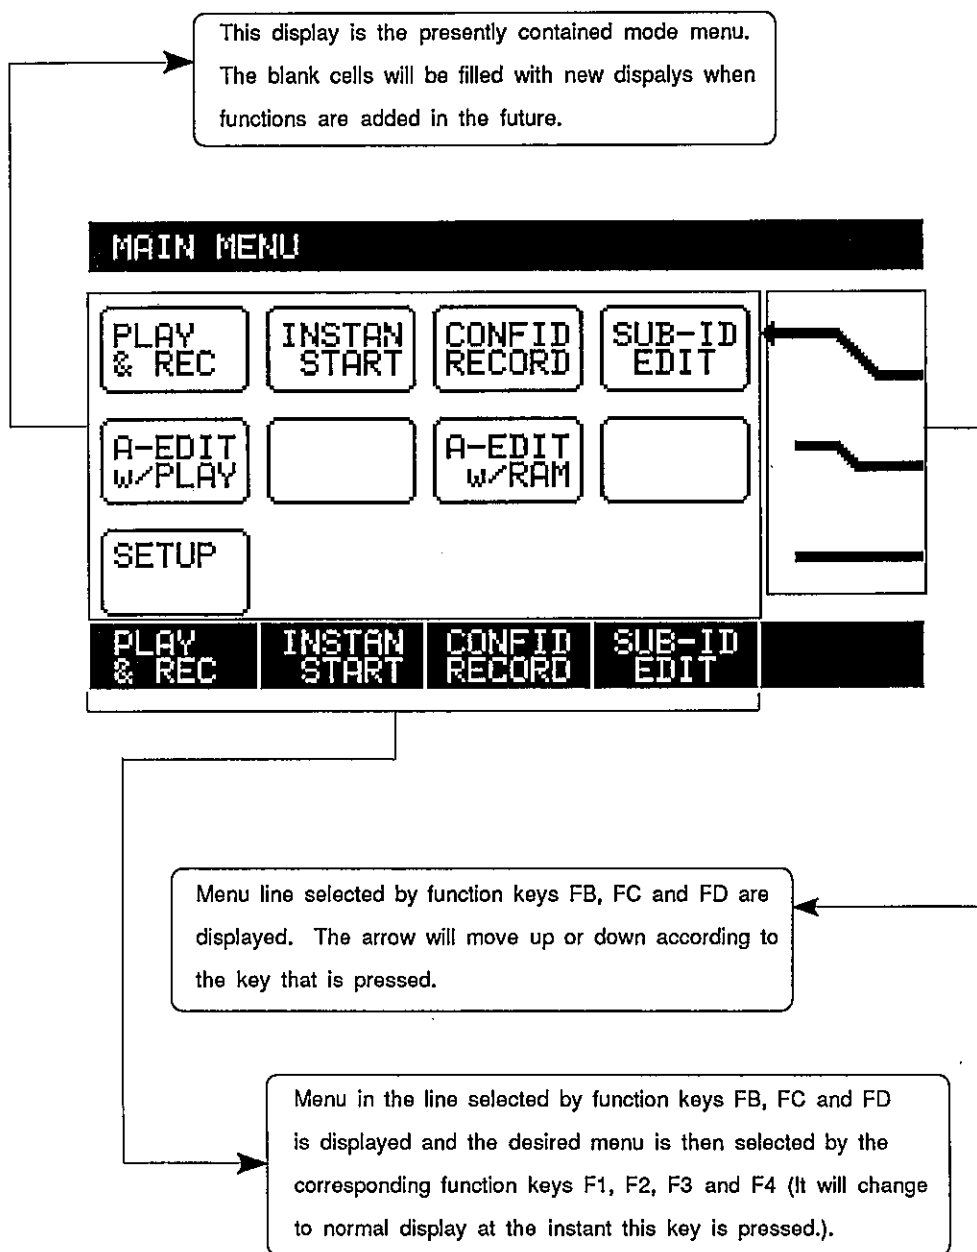 This display is the presently contained mode menu.
The blank cells will be filled with new dispalys when
functions are added in the future.
MAIN MENU
PLAY
& REC
INSTAN
START
CONFID
RECORD
SUB-ID
EDIT
A-EDIT
w/PLAY
A-EDIT
w/RAM
SETUP
PLAY
& REC
INSTAN
START
CONFID
RECORD
SUB-ID
EDIT
Menu line selected by function keys FB, FC and FD are
displayed. The arrow will move up or down according to
the key that is pressed.
Menu in the line selected by function keys FB, FC and FD
is displayed and the desired menu is then selected by the
corresponding function keys F1, F2, F3 and F4 (It will change
to normal display at the instant this key is pressed.).